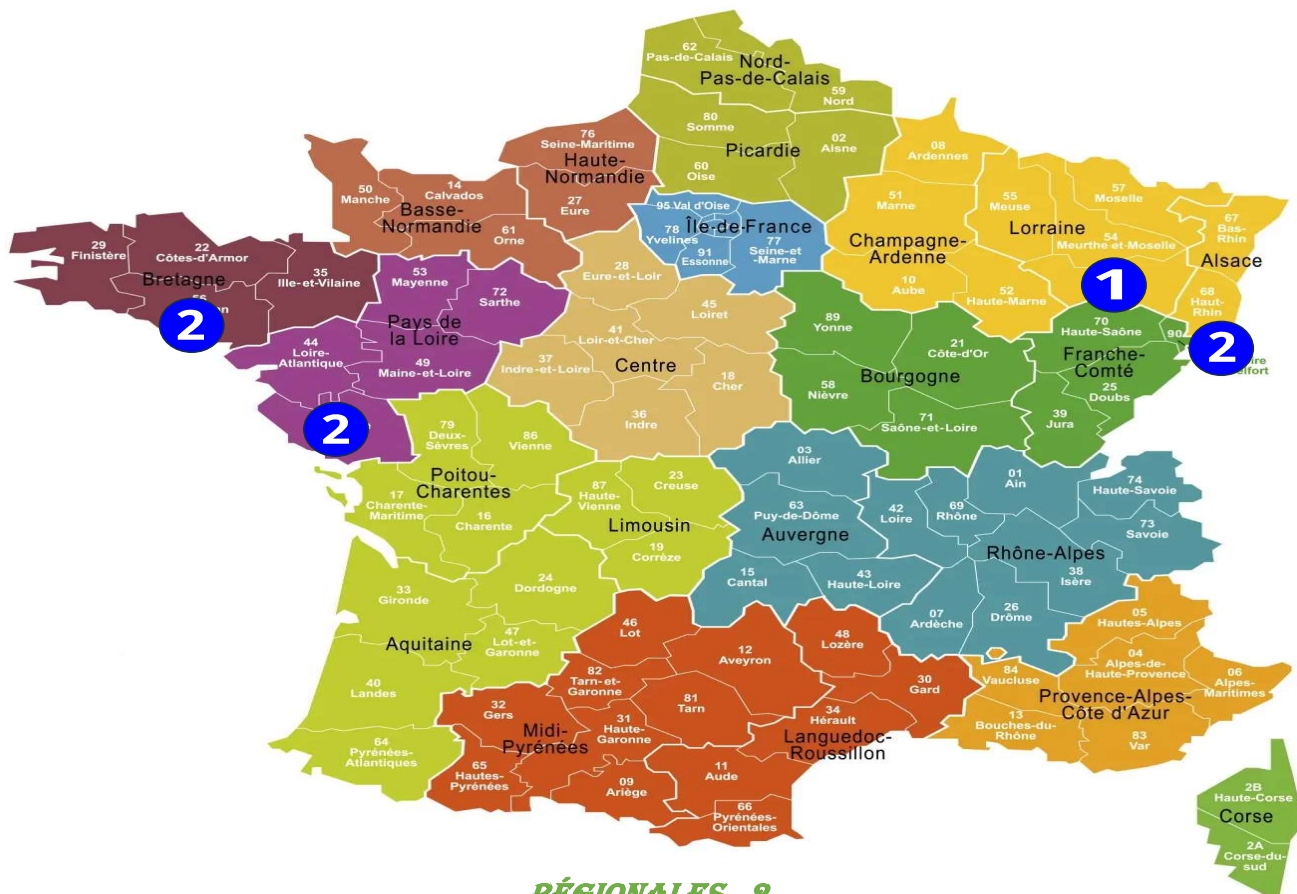 62
Pas-de-Calais
Nord-
Pas-de-Calais
59
Nord
80
Somme
02
Aisne
Picardie
60
Oise
76
Seine-Maritime
Haute-
Normandie
27
Eure
50
Manche
14
Calvados
Basse-
Normandie
61
Orne
95 Val d'Oise
Île-de-France
78
Yvelines
91
Essonne
77
Seine-et
-Marne
08
Ardennes
51
Marne
Champagne-
Ardenne
10
Aube
52
Haute-Marne
55
Meuse
57
Moselle
Lorraine
54
Meurthe et-Moselle
67
Bas-
Rhin
Alsace
1
68
Haut-
Rhin
29
Finistère
22
Côtes-d'Armor
Bretagne
35
Ille-et-Vilaine
56
2
53
Mayenne
72
Sarthe
Pays de
la Loire
44
Loire-
Atlantique
49
Maine-et-Loire
2
28
Eure-et-Loir
45
Loiret
41
Loir-et-Cher
37
Indre-et-Loire
Centre
18
Cher
36
Indre
89
Yonne
21
Côte-d'Or
Bourgogne
58
Nièvre
71
Saône-et-Loire
70
Haute-Saône
90
2
Franche-
Comté
25
Doubs
39
Jura
79
Deux-
Sèvres
86
Vienne
Poitou-
Charentes
17
Charente-
Maritime
16
Charente
87
Haute-
Vienne
23
Creuse
Limousin
19
Corrèze
03
Allier
63
Puy-de-Dôme
Auvergne
15
Cantal
43
Haute-Loire
42
Loire
69
Rhône
01
Ain
74
Haute-Savoie
73
Savoie
Rhône-Alpes
38
Isère
07
Ardèche
26
Drôme
33
Gironde
24
Dordogne
Aquitaine
47
Lot-et-
Garonne
40
Landes
64
Pyrénées-
Atlantiques
46
Lot
12
Aveyron
82
Tarn-et-
Garonne
81
Tarn
32
Gers
Midi-
Pyrénées
31
Haute-
Garonne
65
Hautes-
Pyrénées
09
Ariège
48
Lozère
30
Gard
34
Hérault
Languedoc-
Roussillon
11
Aude
66
Pyrénées-
Orientales
05
Hautes-Alpes
04
Alpes-de-
Haute-Provence
06
Alpes-
Maritimes
84
Vaucluse
Provence-Alpes-
Côte d'Azur
13
Bouches-du-
Rhône
83
Var
2B
Haute-Corse
Corse
2A
Corse-du-
sud
RÉGIONALES